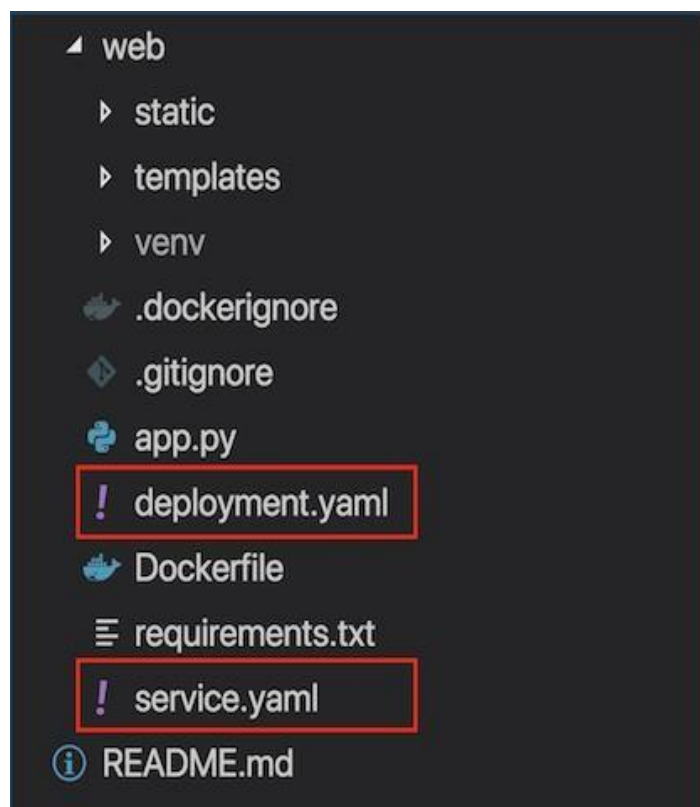 web
static
templates
venv
.dockerignore
.gitignore
app.py
deployment.yaml
Dockerfile
requirements.txt
service.yaml
README.md